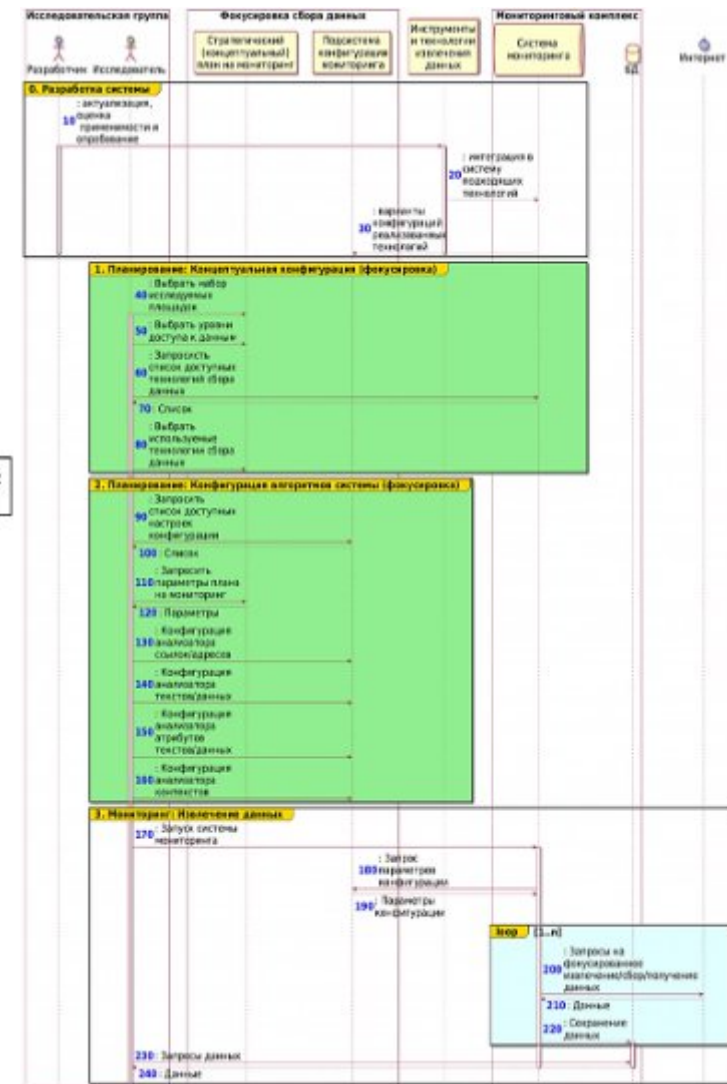 Исследовательская группа
Фокусировка сбора данных
Мониторинговый комплекс
Разработчик
Исследователь
Стратегический
(концептуальный)
план на мониторинг
Подсистема
конфигурации
мониторинга
Инструменты
и технологии
извлечения
данных
Система
мониторинга
БД
Интернет
0. Разработка системы
: актуализация,
оценка
10 применимости и
опробование
: интеграция в
20 систему
подходящих
технологий
: варианты
30 конфигураций
реализованных
технологий
1. Планирование: Концептуальная конфигурация (фокусировка)
: Выбрать набор
40 исследуемых
площадок
50 : Выбрать уровни
доступа к данным
: Запросить
60 список доступных
технологий сбора
данных
70 : Список
: Выбрать
80 используемые
технологии сбора
данных
2. Планирование: Конфигурация алгоритмов системы (фокусировка)
: Запросить
90 список доступных
настроек
конфигурации
100 : Список
: Запросить
110 параметры плана
на мониторинг
120 : Параметры
: Конфигурация
130 анализатора
ссылок/адресов
: Конфигурация
140 анализатора
текстов/данных
: Конфигурация
150 анализатора
атрибутов
текстов/данных
: Конфигурация
160 анализатора
контекстов
3. Мониторинг: Извлечение данных
170 : Запуск системы
мониторинга
: Запрос
180 параметров
конфигурации
190 : Параметры
конфигурации
loop [1..n]
: Запросы на
200 фокусированное
извлечение/сбор/получение
данных
210 : Данные
220 : Сохранение
данных
230 : Запросы данных
240 : Данные